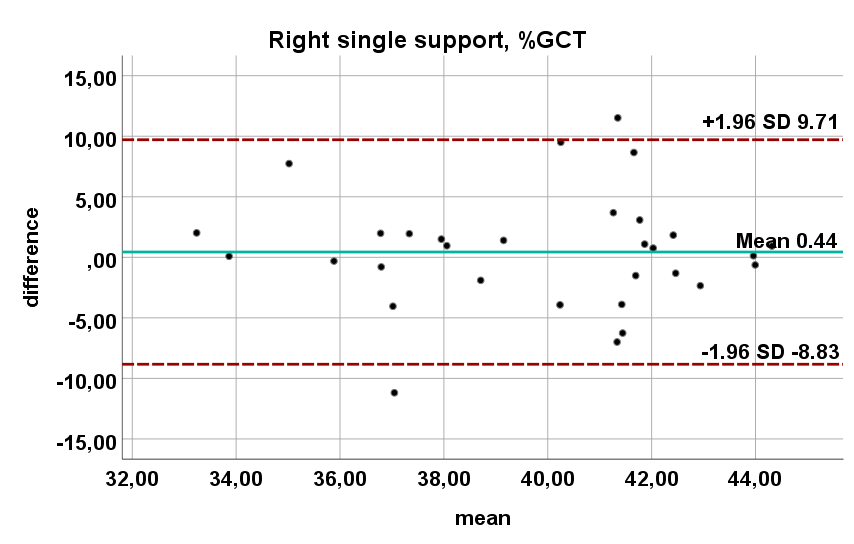 Right single support, %GCT
15,00
+1.96 SD 9.71
10,00
5,00
Mean 0.44
,00
-5,00
-1.96 SD -8.83
-10,00
-15,00
difference
32,00 34,00 36,00 38,00 40,00 42,00 44,00
mean